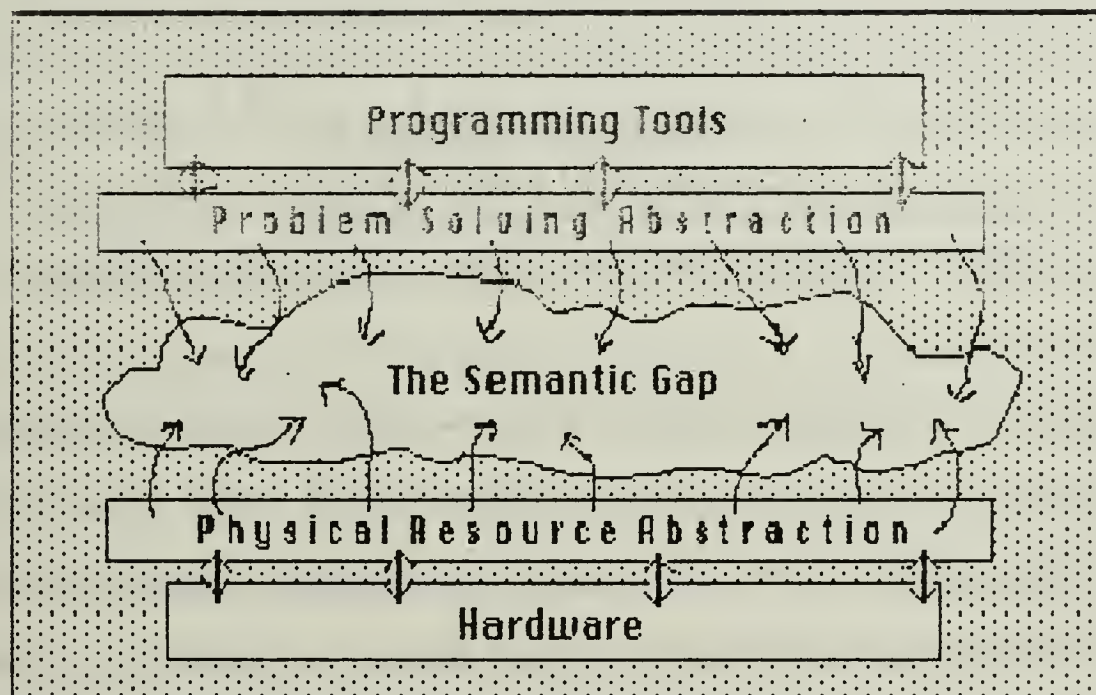 Programming Tools
Problem Solving Abstraction
The Semantic Gap
Physical Resource Abstraction
Hardware